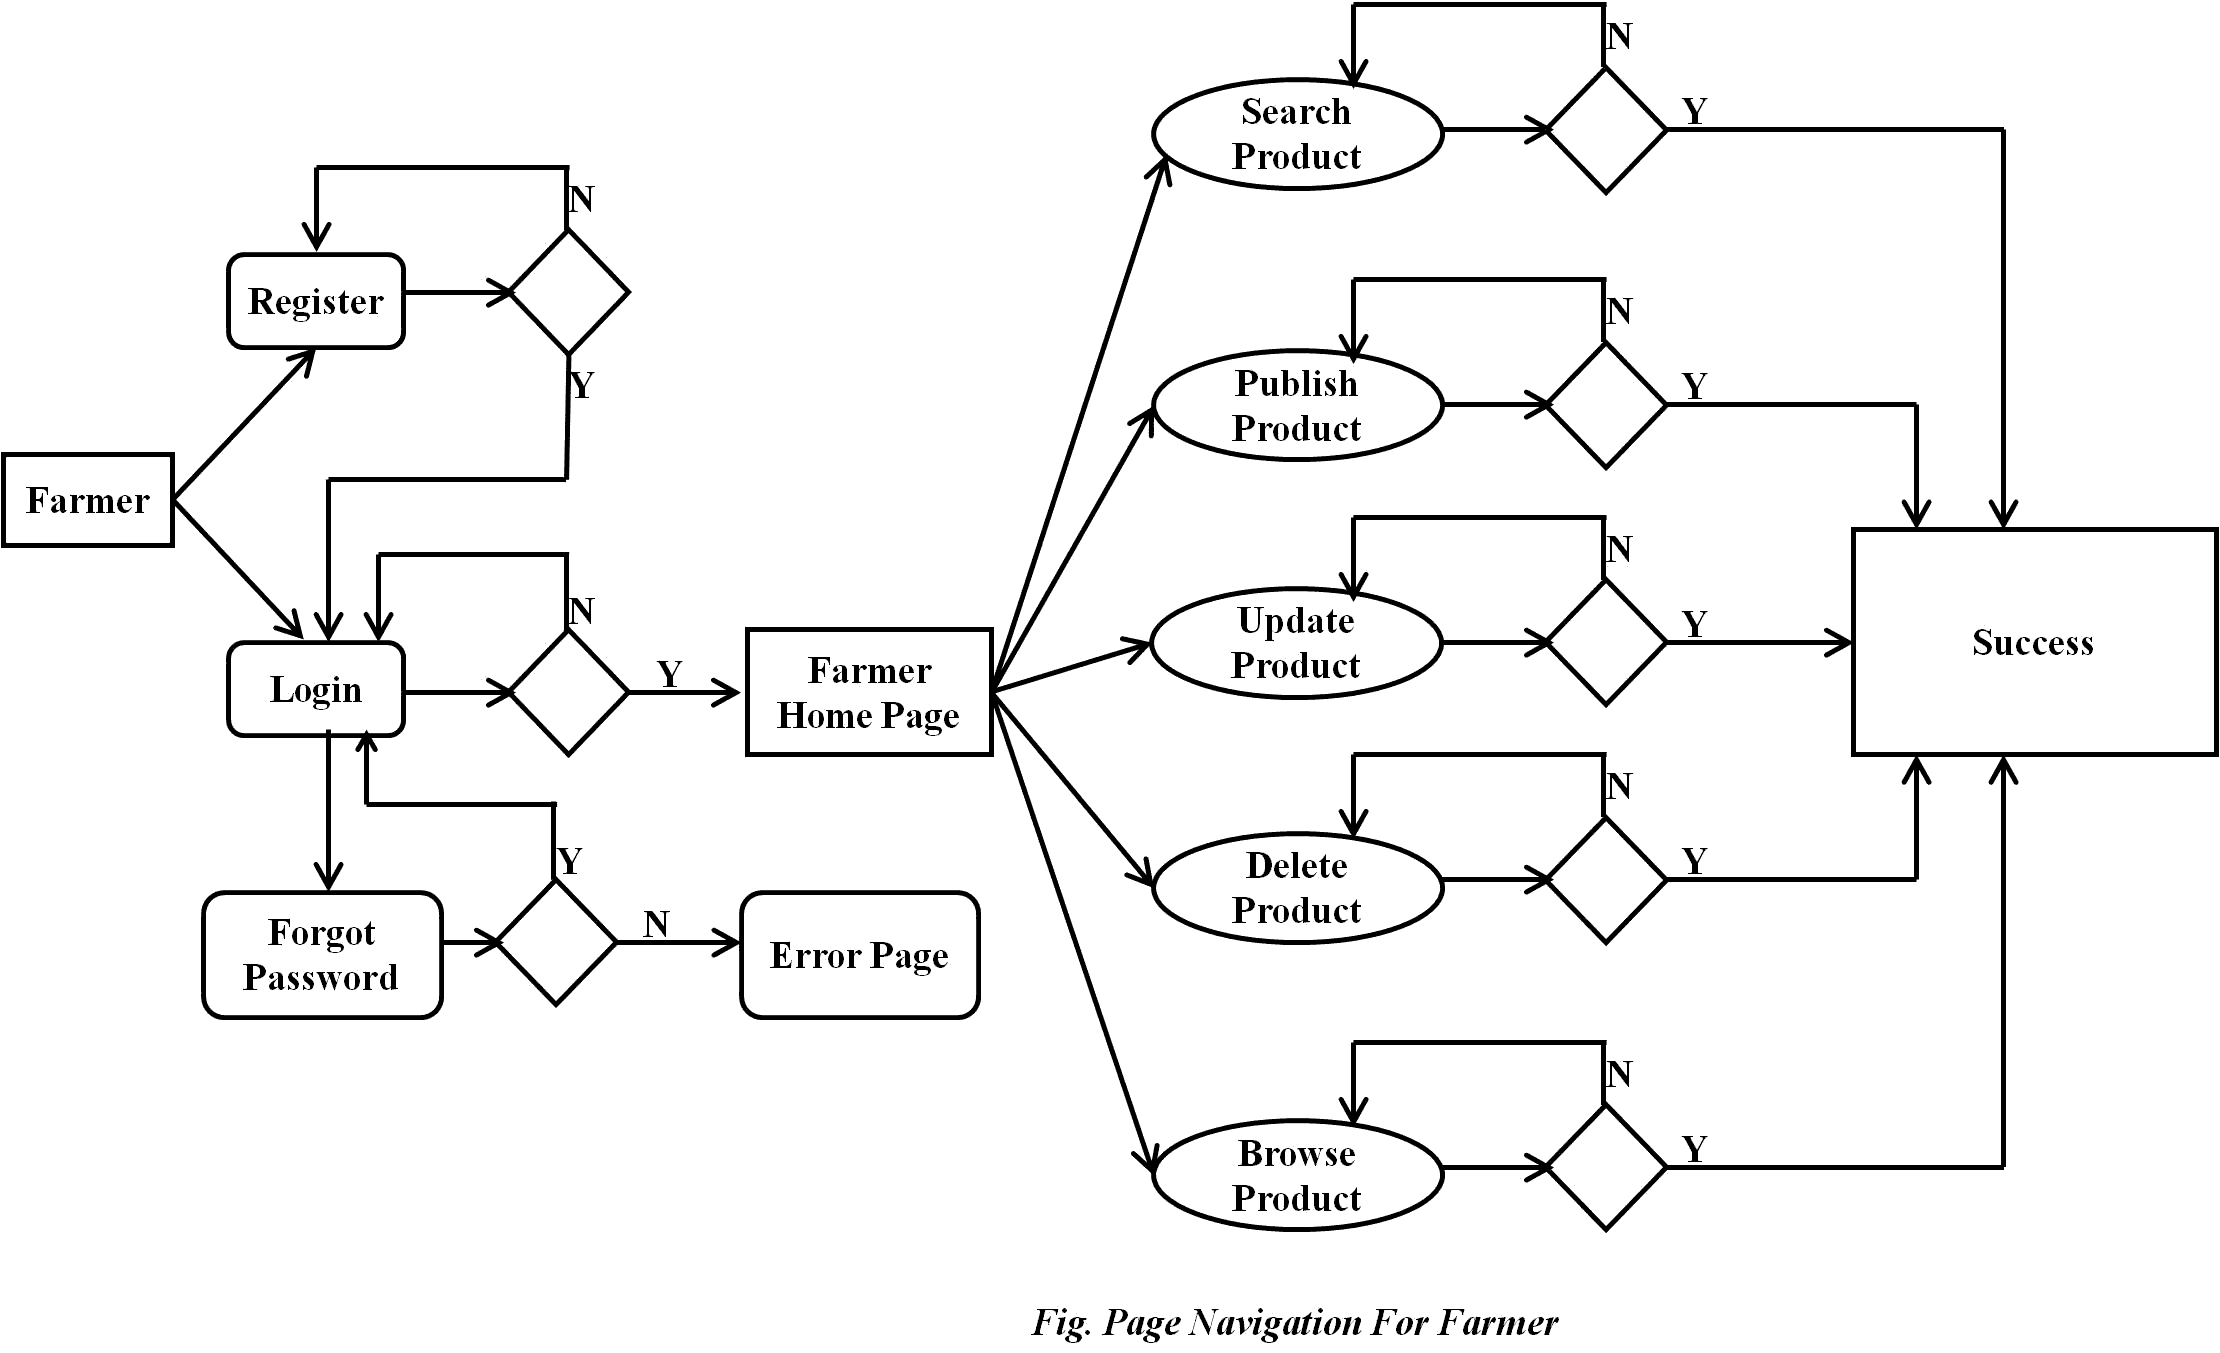 N
Search
Product
Y
N
Register
Y
N
Publish
Product
Y
Farmer
N
Login
Y
Farmer
Home Page
N
Update
Product
Y
Success
Y
Forgot
Password
N
Error Page
N
Delete
Product
Y
N
Browse
Product
Y
Fig. Page Navigation For Farmer